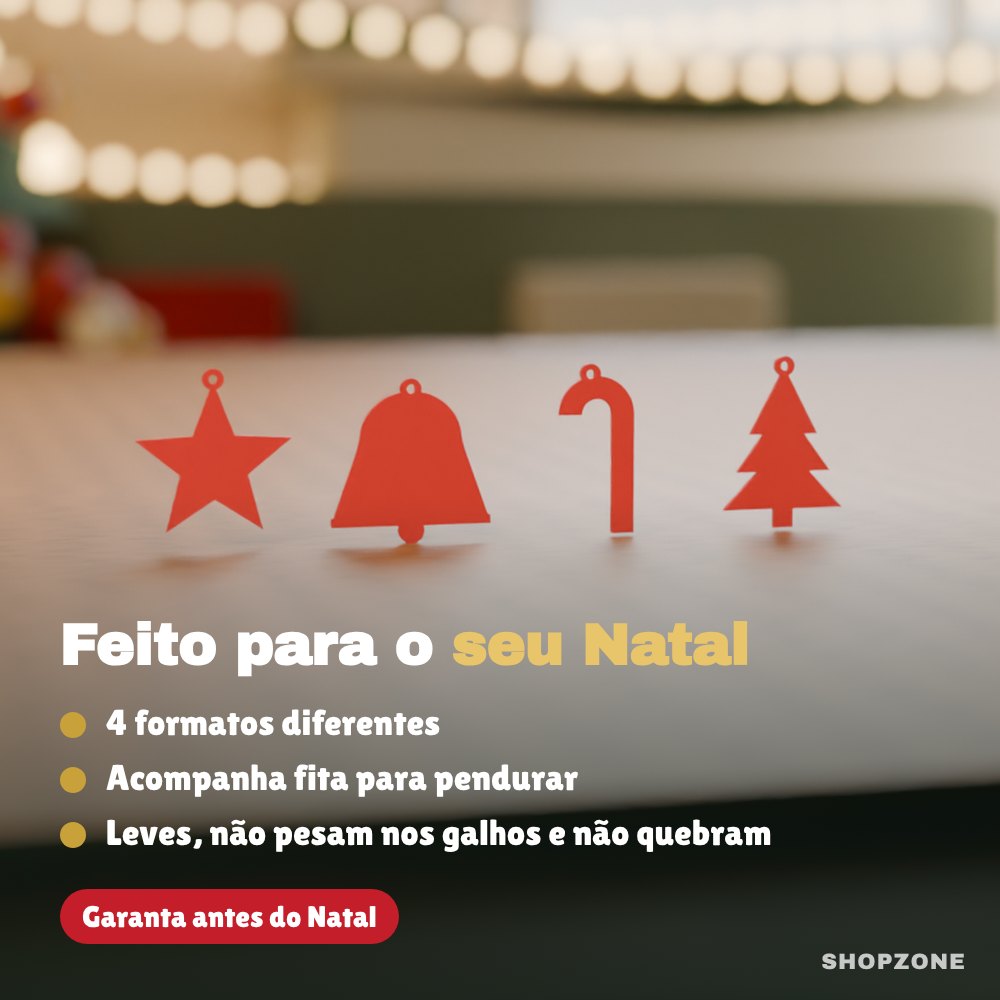 Feito para o seu Natal
4 formatos diferentes
Acompanha fita para pendurar
Leves, não pesam nos galhos e não quebram
Garanta antes do Natal
SHOPZONE